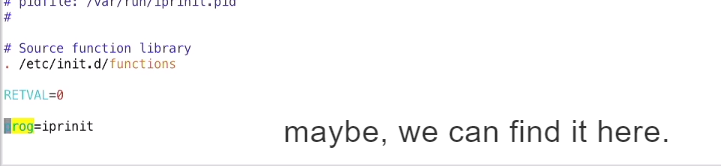 # pidfile: /var/run/iprinit.pid
#
# Source function library
. /etc/init.d/functions
RETVAL=0
prog=iprinit
maybe, we can find it here.